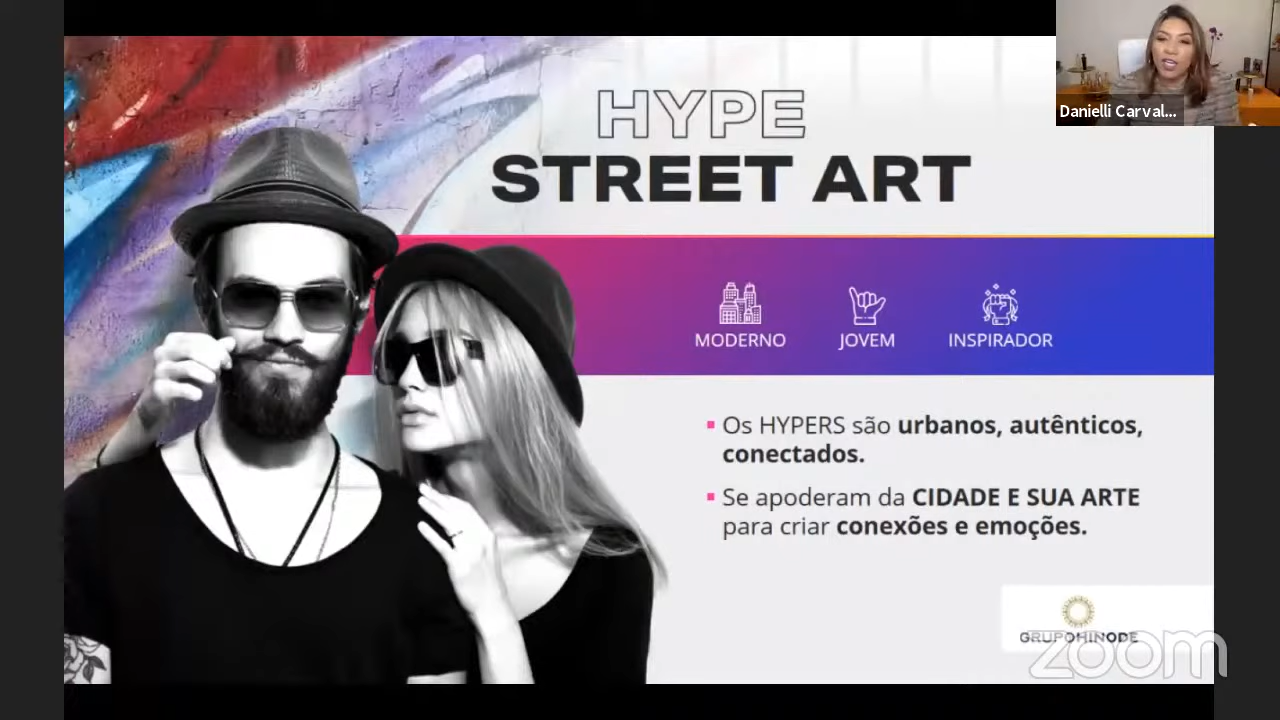 Danielli Carval...
HYPE
STREET ART
MODERNO
JOVEM
INSPIRADOR
Os HYPERS são urbanos, autênticos,
conectados.
Se apoderam da CIDADE E SUA ARTE
para criar conexões e emoções.
GRUPOHINODE
zoom